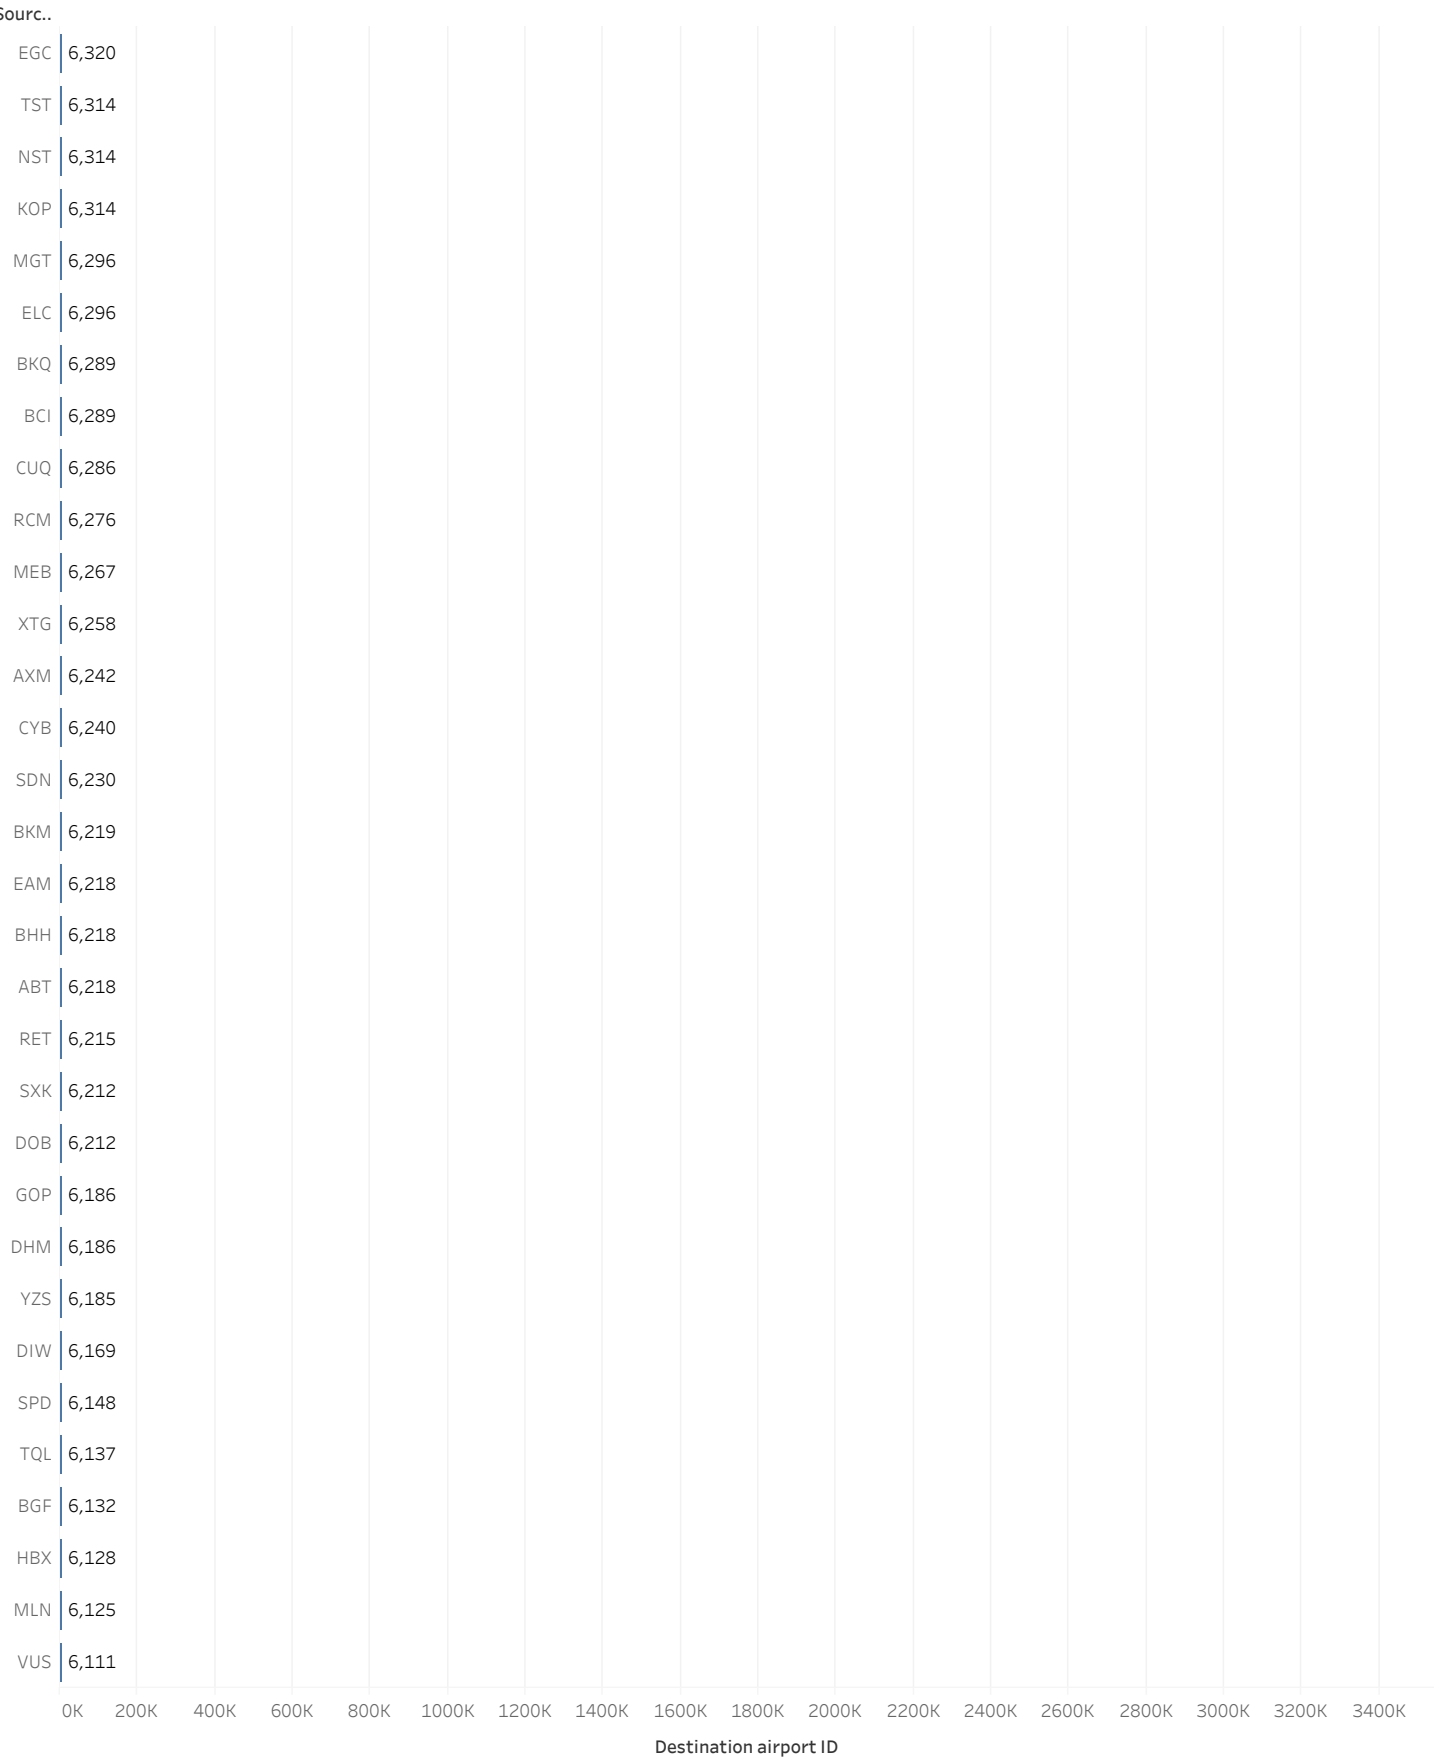 Sourc..
EGC 6,320
TST 6,314
NST 6,314
KOP 6,314
MGT 6,296
ELC 6,296
BKQ 6,289
BCI 6,289
CUQ 6,286
RCM 6,276
MEB 6,267
XTG 6,258
AXM 6,242
CYB 6,240
SDN 6,230
BKM 6,219
EAM 6,218
BHH 6,218
ABT 6,218
RET 6,215
SXK 6,212
DOB 6,212
GOP 6,186
DHM 6,186
YZS 6,185
DIW 6,169
SPD 6,148
TQL 6,137
BGF 6,132
HBX 6,128
MLN 6,125
VUS 6,111
0K 200K 400K 600K 800K 1000K 1200K 1400K 1600K 1800K 2000K 2200K 2400K 2600K 2800K 3000K 3200K 3400K
Destination airport ID